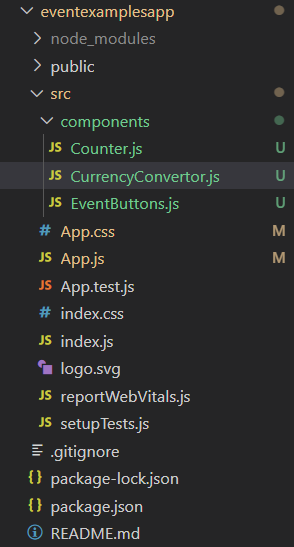 eventexamplesapp
node_modules
public
src
components
JS Counter.js U
JS CurrencyConvertor.js U
JS EventButtons.js U
# App.css M
JS App.js M
JS App.test.js
# index.css
JS index.js
logo.svg
JS reportWebVitals.js
JS setupTests.js
.gitignore
{} package-lock.json
{} package.json
README.md